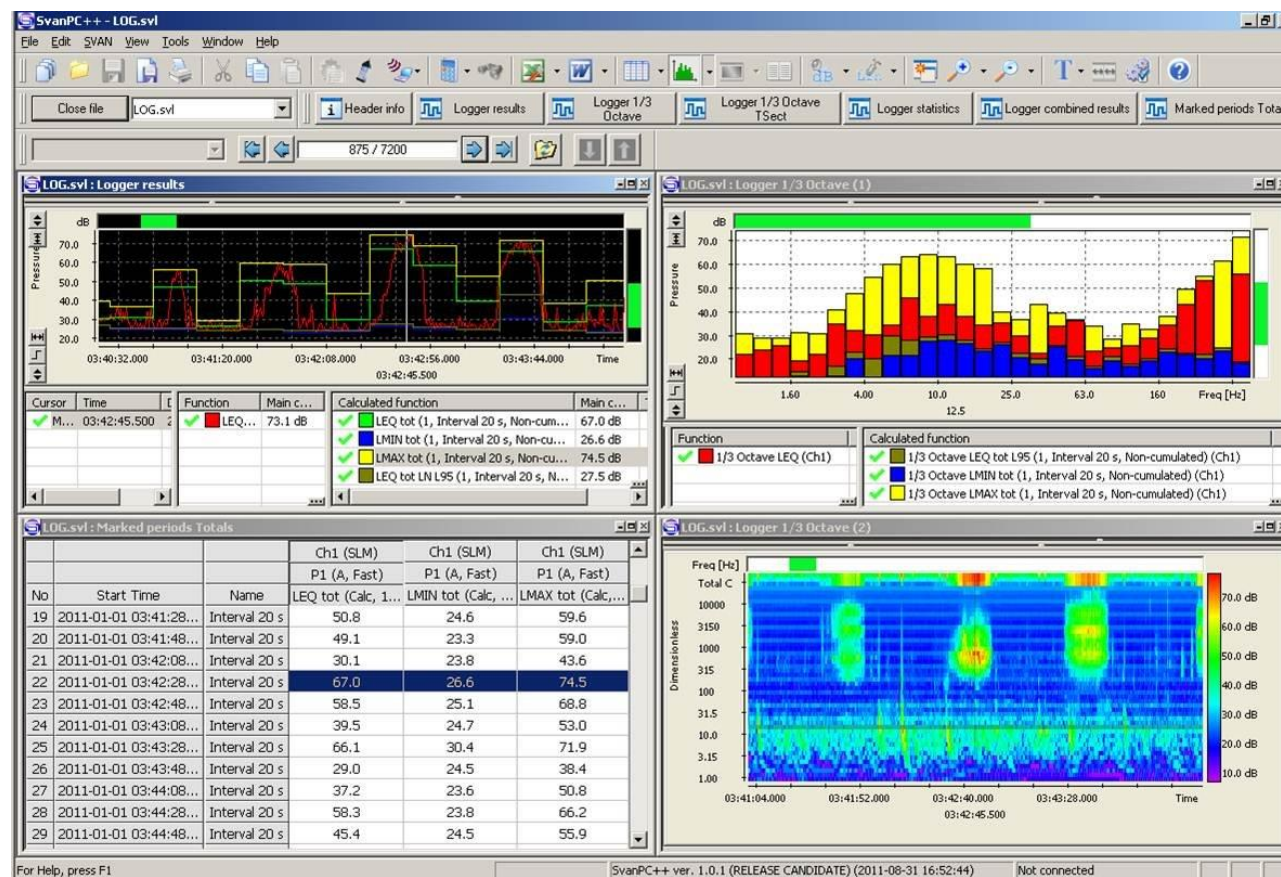 SvanPC++ - LOG.svl
File Edit SVAN View Tools Window Help
Close file LOG.svl Header info Logger results Logger 1/3 Octave Logger 1/3 Octave TSect Logger statistics Logger combined results Marked periods Tota
875 / 7200
LOG.svl : Logger results
dB
Pressure
70.0
60.0
50.0
40.0
30.0
20.0
03:40:32.000 03:41:20.000 03:42:08.000 03:42:56.000 03:43:44.000 Time
03:42:45.500
Cursor Time Function Main c... Calculated function Main c...
M... 03:42:45.500 LEQ... 73.1 dB LEQ tot (1, Interval 20 s, Non-cum... 67.0 dB
LMIN tot (1, Interval 20 s, Non-cu... 26.6 dB
LMAX tot (1, Interval 20 s, Non-cu... 74.5 dB
LEQ tot LN L95 (1, Interval 20 s, N... 27.5 dB
LOG.svl : Logger 1/3 Octave (1)
dB
Pressure
70.0
60.0
50.0
40.0
30.0
20.0
1.60 4.00 10.0 25.0 63.0 160 Freq [Hz]
12.5
Function Calculated function
1/3 Octave LEQ (Ch1) 1/3 Octave LEQ tot L95 (1, Interval 20 s, Non-cumulated) (Ch1)
1/3 Octave LMIN tot (1, Interval 20 s, Non-cumulated) (Ch1)
1/3 Octave LMAX tot (1, Interval 20 s, Non-cumulated) (Ch1)
LOG.svl : Marked periods Totals
Ch1 (SLM) Ch1 (SLM) Ch1 (SLM)
P1 (A, Fast) P1 (A, Fast) P1 (A, Fast)
No Start Time Name LEQ tot (Calc, 1... LMIN tot (Calc, ... LMAX tot (Calc,...
19 2011-01-01 03:41:28... Interval 20 s 50.8 24.6 59.6
20 2011-01-01 03:41:48... Interval 20 s 49.1 23.3 59.0
21 2011-01-01 03:42:08... Interval 20 s 30.1 23.8 43.6
22 2011-01-01 03:42:28... Interval 20 s 67.0 26.6 74.5
23 2011-01-01 03:42:48... Interval 20 s 58.5 25.1 68.8
24 2011-01-01 03:43:08... Interval 20 s 39.5 24.7 53.0
25 2011-01-01 03:43:28... Interval 20 s 66.1 30.4 71.9
26 2011-01-01 03:43:48... Interval 20 s 29.0 24.5 38.4
27 2011-01-01 03:44:08... Interval 20 s 37.2 23.6 50.8
28 2011-01-01 03:44:28... Interval 20 s 58.3 23.8 66.2
29 2011-01-01 03:44:48... Interval 20 s 45.4 24.5 55.9
LOG.svl : Logger 1/3 Octave (2)
Freq [Hz]
Total C
Dimensionless
10000
3150
1000
315
100
31.5
10.0
3.15
1.00
70.0 dB
60.0 dB
50.0 dB
40.0 dB
30.0 dB
20.0 dB
10.0 dB
03:41:04.000 03:41:52.000 03:42:40.000 03:43:28.000 Time
03:42:45.500
For Help, press F1 SvanPC++ ver. 1.0.1 (RELEASE CANDIDATE) (2011-08-31 16:52:44) Not connected